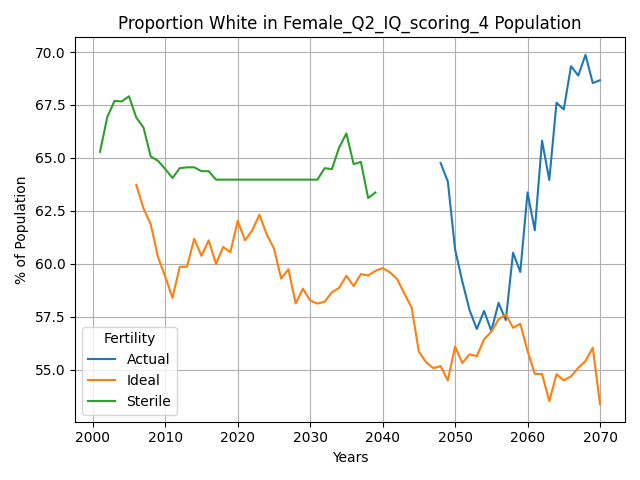 Proportion White in Female_Q2_IQ_scoring_4 Population
% of Population
70.0
67.5
65.0
62.5
60.0
57.5
55.0
Fertility
Actual
Ideal
Sterile
2000 2010 2020 2030 2040 2050 2060 2070
Years